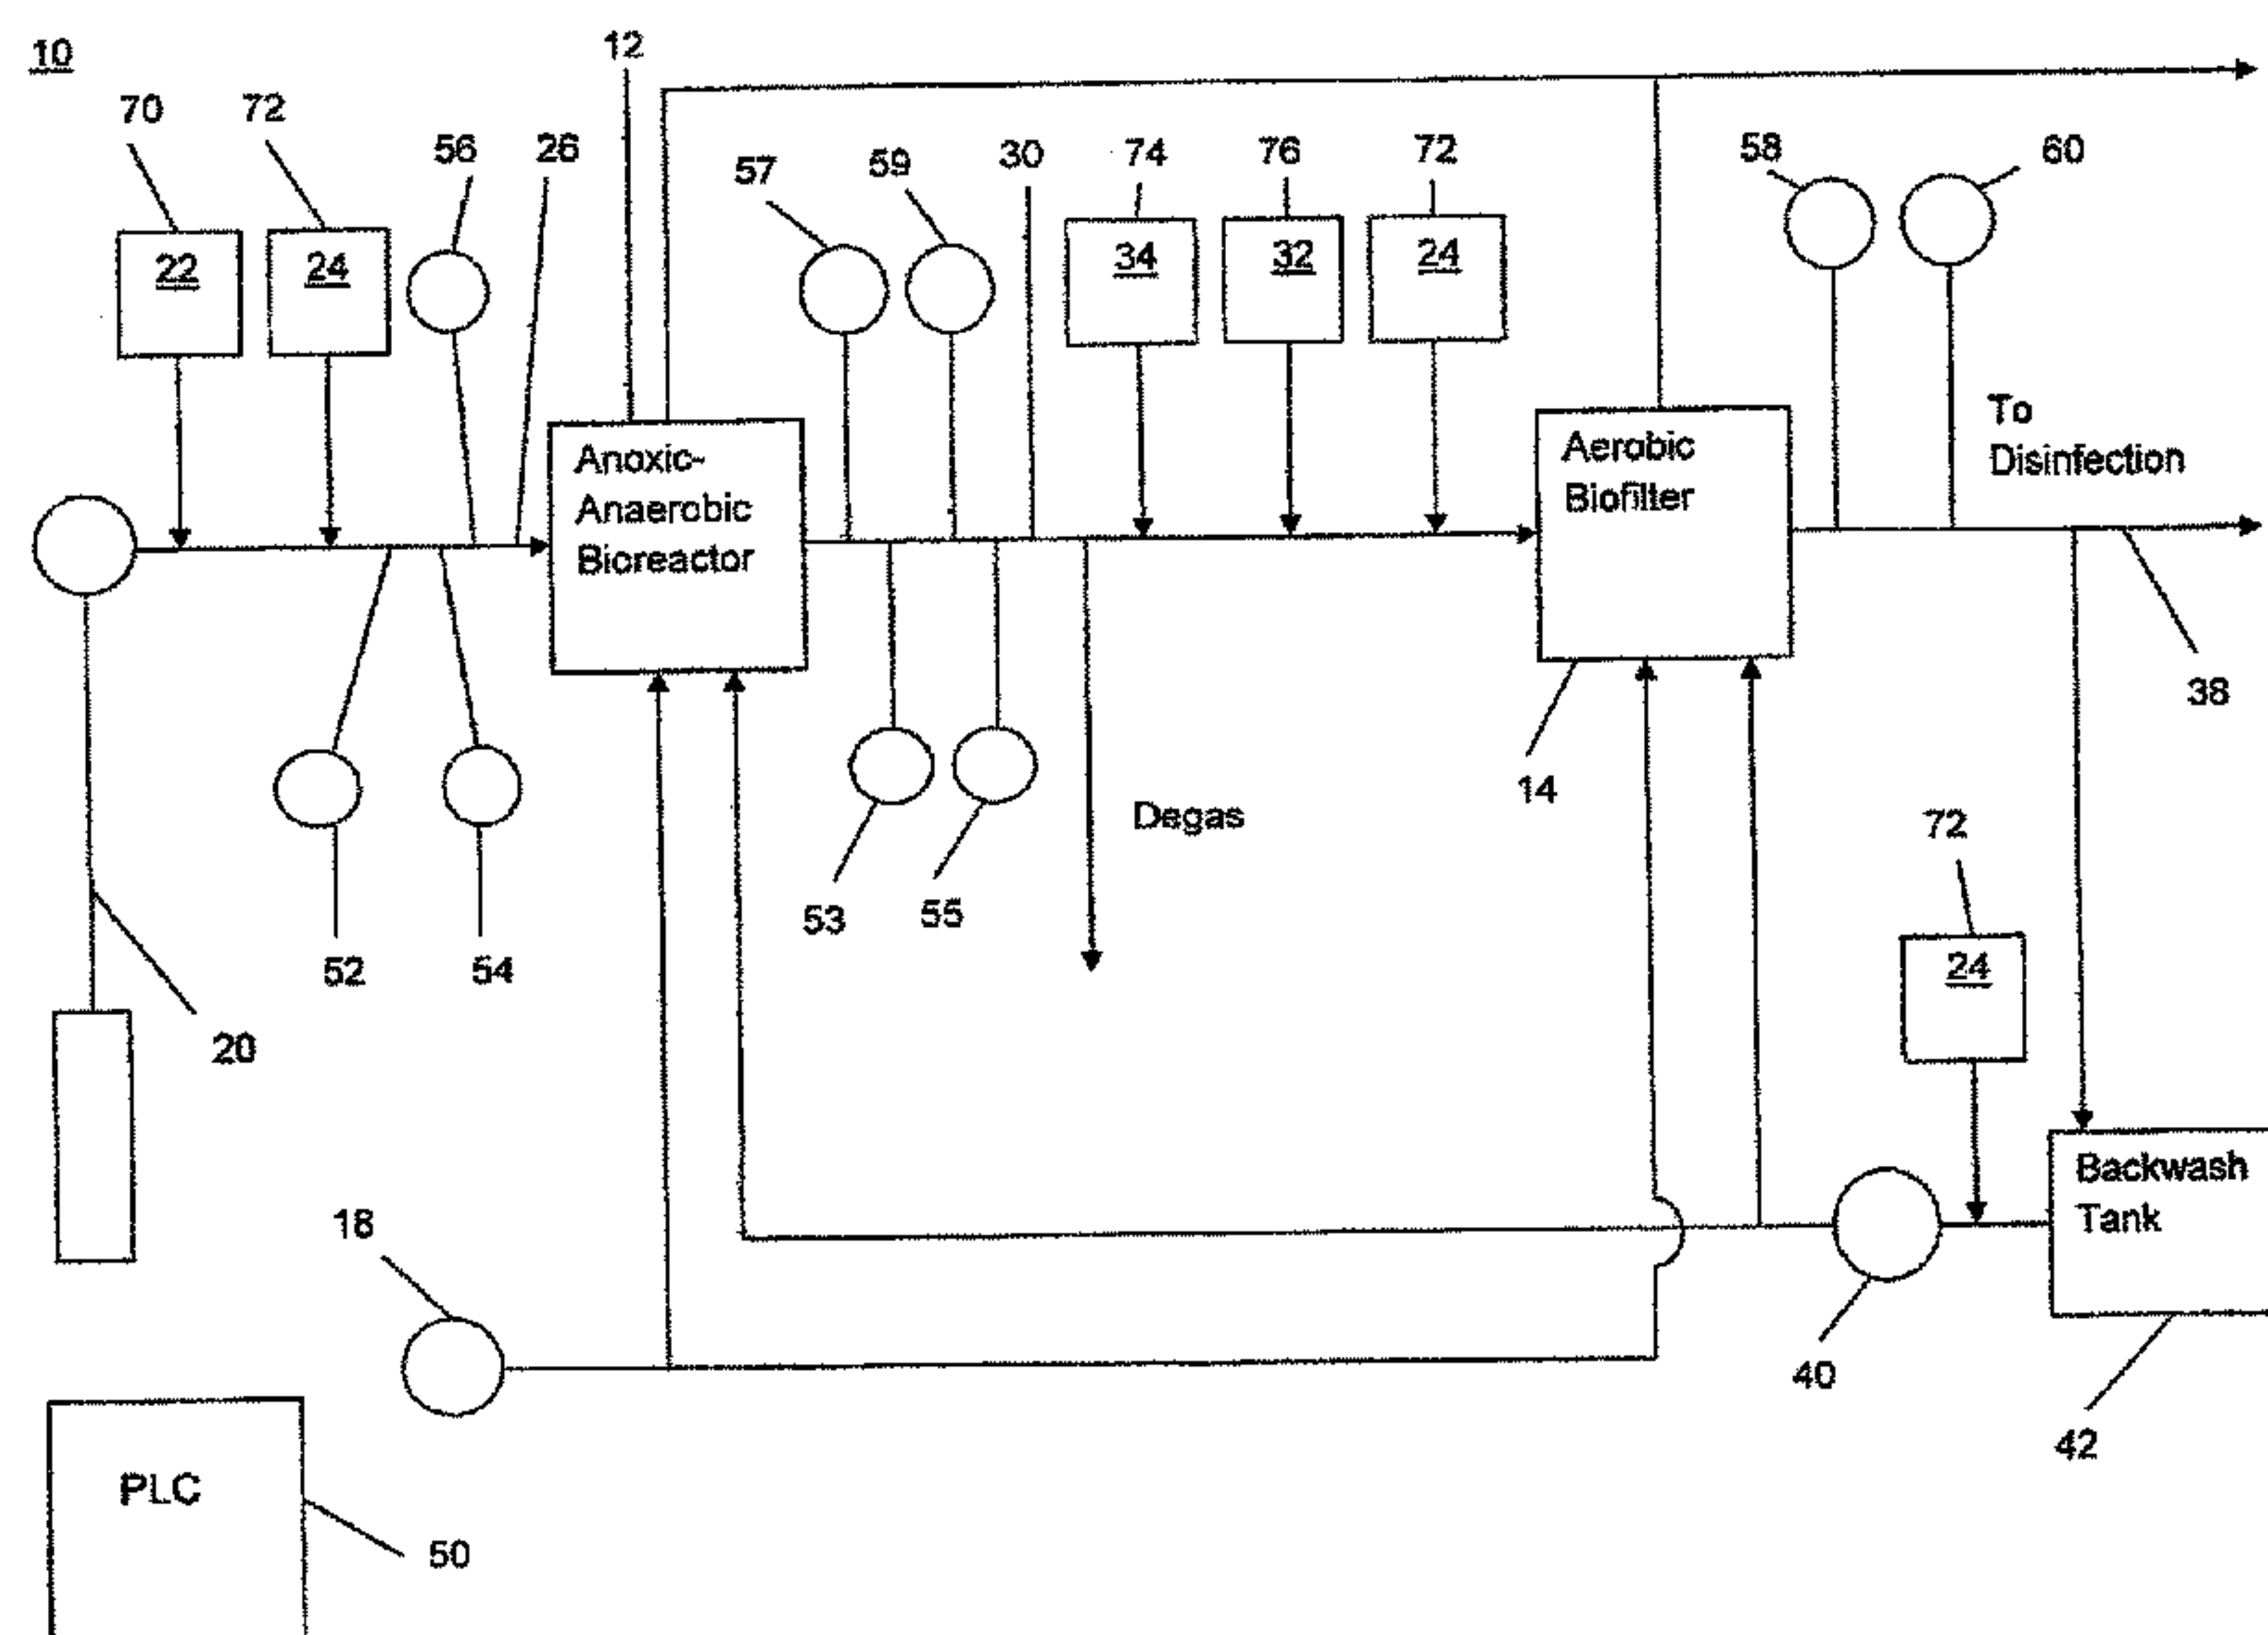 10
12
70
72
56
26
57
59
30
74
76
72
58
60
22
24
34
32
24
To
Disinfection
Anoxic-
Anaerobic
Bioreactor
Aerobic
Biofilter
38
14
Degas
53
55
52
54
20
72
24
18
Backwash
Tank
40
42
PLC
50